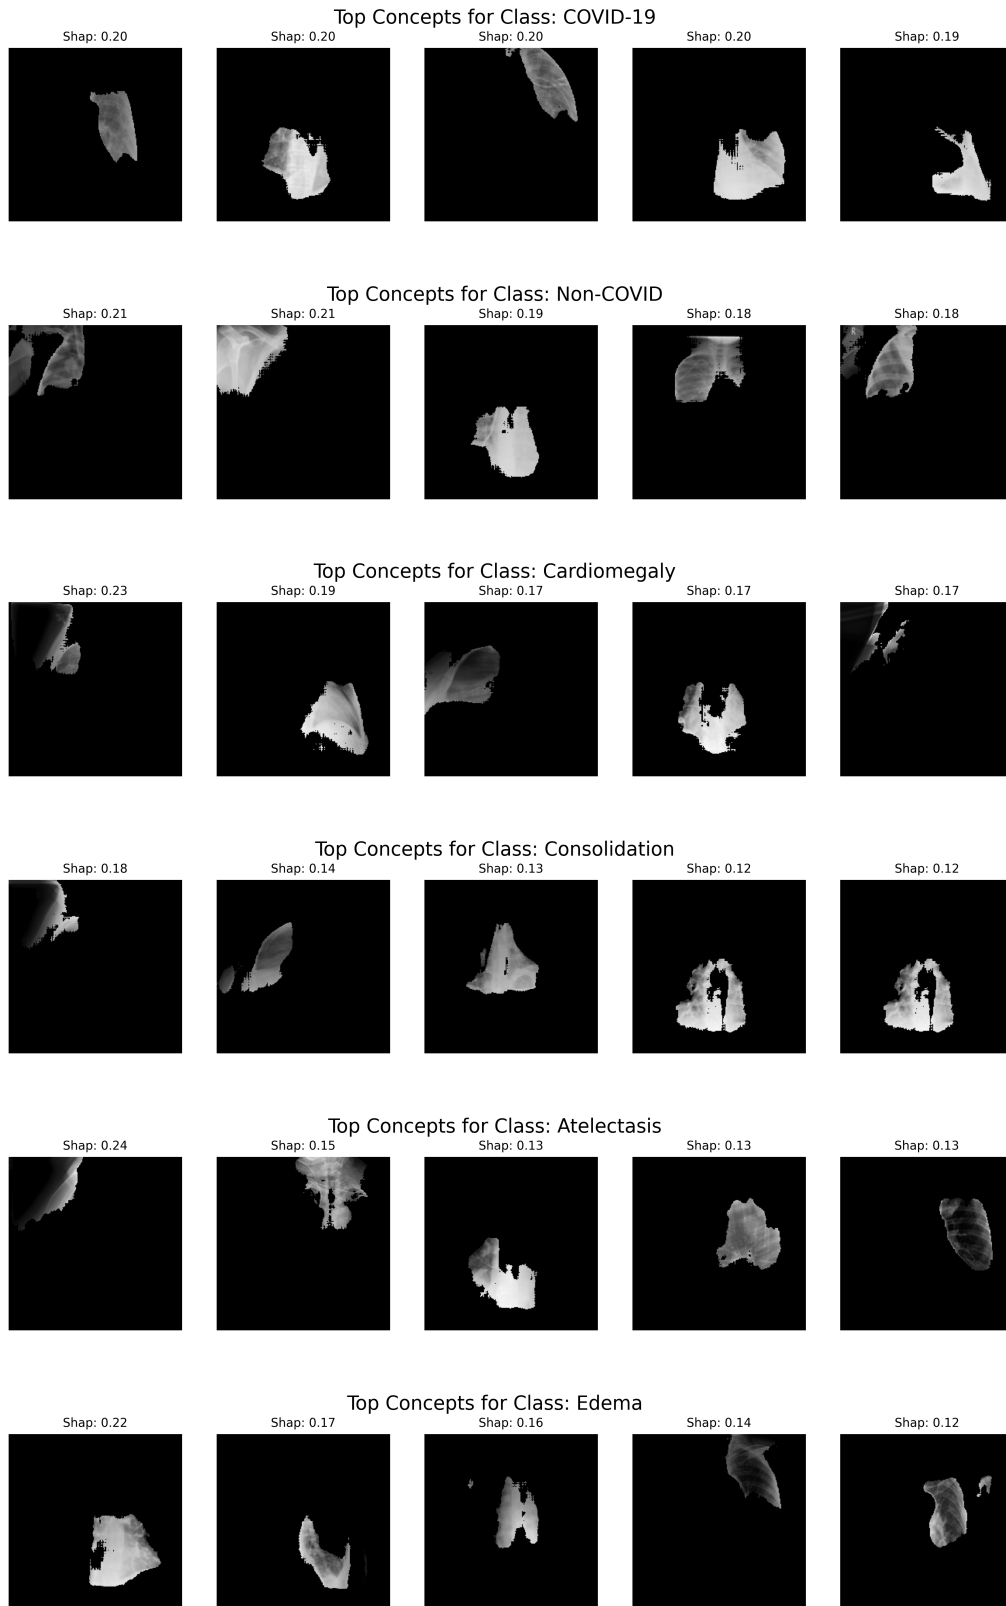 Top Concepts for Class: COVID-19
Shap: 0.20 Shap: 0.20 Shap: 0.20 Shap: 0.20 Shap: 0.19
Top Concepts for Class: Non-COVID
Shap: 0.21 Shap: 0.21 Shap: 0.19 Shap: 0.18 Shap: 0.18
Top Concepts for Class: Cardiomegaly
Shap: 0.23 Shap: 0.19 Shap: 0.17 Shap: 0.17 Shap: 0.17
Top Concepts for Class: Consolidation
Shap: 0.18 Shap: 0.14 Shap: 0.13 Shap: 0.12 Shap: 0.12
Top Concepts for Class: Atelectasis
Shap: 0.24 Shap: 0.15 Shap: 0.13 Shap: 0.13 Shap: 0.13
Top Concepts for Class: Edema
Shap: 0.22 Shap: 0.17 Shap: 0.16 Shap: 0.14 Shap: 0.12